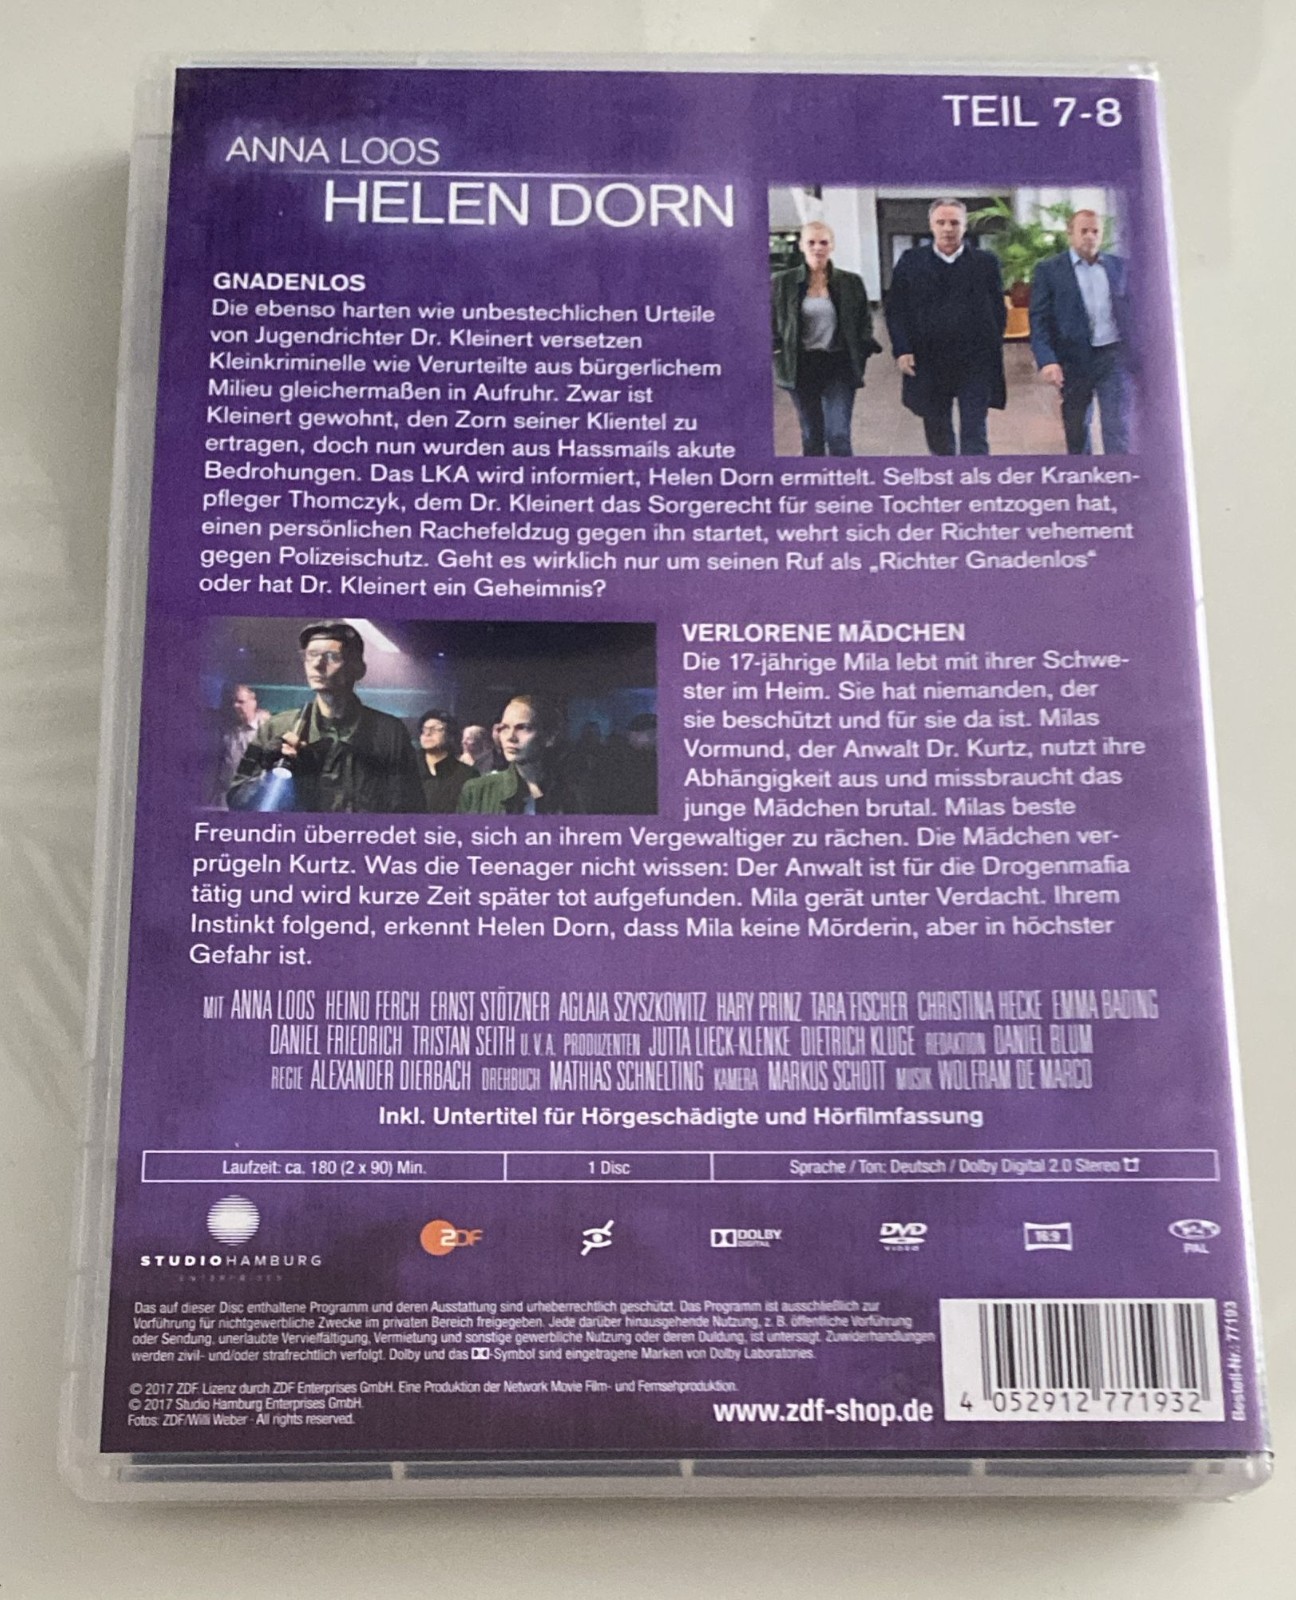 TEIL 7-8
ANNA LOOS
HELEN DORN
GNADENLOS
Die ebenso harten wie unbestechlichen Urteile
von Jugendrichter Dr. Kleinert versetzen
Kleinkriminelle wie Verurteilte aus bürgerlichem
Milieu gleichermaßen in Aufruhr. Zwar ist
Kleinert gewohnt, den Zorn seiner Klientel zu
ertragen, doch nun wurden aus Hassmails akute
Bedrohungen. Das LKA wird informiert, Helen Dorn ermittelt. Selbst als der Kranken-
pfleger Thomczyk, dem Dr. Kleinert das Sorgerecht für seine Tochter entzogen hat,
einen persönlichen Rachefeldzug gegen ihn startet, wehrt sich der Richter vehement
gegen Polizeischutz. Geht es wirklich nur um seinen Ruf als „Richter Gnadenlos“
oder hat Dr. Kleinert ein Geheimnis?
VERLORENE MÄDCHEN
Die 17-jährige Mila lebt mit ihrer Schwe-
ster im Heim. Sie hat niemanden, der
sie beschützt und für sie da ist. Milas
Vormund, der Anwalt Dr. Kurtz, nutzt ihre
Abhängigkeit aus und missbraucht das
junge Mädchen brutal. Milas beste
Freundin überredet sie, sich an ihrem Vergewaltiger zu rächen. Die Mädchen ver-
prügeln Kurtz. Was die Teenager nicht wissen: Der Anwalt ist für die Drogenmafia
tätig und wird kurze Zeit später tot aufgefunden. Mila gerät unter Verdacht. Ihrem
Instinkt folgend, erkennt Helen Dorn, dass Mila keine Mörderin, aber in höchster
Gefahr ist.
MIT ANNA LOOS HEINO FERCH ERNST STÖTZNER AGLAIA SZYSZKOWITZ HARY PRINZ TARA FISCHER CHRISTINA HECKE EMMA BADING
DANIEL FRIEDRICH TRISTAN SEITH U.V.A. PRODUZENTEN JUTTA LIECK-KLENKE DIETRICH KLUGE REDAKTION DANIEL BLUM
REGIE ALEXANDER DIERBACH DREHBUCH MATHIAS SCHNELTING KAMERA MARKUS SCHOTT MUSIK WOLFRAM DE MARCO
Inkl. Untertitel für Hörgeschädigte und Hörfilmfassung
Laufzeit: ca. 180 (2 x 90) Min. 1 Disc Sprache / Ton: Deutsch / Dolby Digital 2.0 Stereo
STUDIOHAMBURG
ENTERPRISES
ZDF
DOLBY
DIGITAL
DVD
VIDEO
16:9
PAL
Das auf dieser Disc enthaltene Programm und deren Ausstattung sind urheberrechtlich geschützt. Das Programm ist ausschließlich zur
Vorführung für nichtgewerbliche Zwecke im privaten Bereich freigegeben. Jede darüber hinausgehende Nutzung, z. B. öffentliche Vorführung
oder Sendung, unerlaubte Vervielfältigung, Vermietung und sonstige gewerbliche Nutzung oder deren Duldung, ist untersagt. Zuwiderhandlungen
werden zivil- und/oder strafrechtlich verfolgt. Dolby und das -Symbol sind eingetragene Marken von Dolby Laboratories.
© 2017 ZDF. Lizenz durch ZDF Enterprises GmbH. Eine Produktion der Network Movie Film- und Fernsehproduktion.
© 2017 Studio Hamburg Enterprises GmbH.
Fotos: ZDF/Willi Weber · All rights reserved.
www.zdf-shop.de
4 052912 771932
Bestell-Nr.: 77193